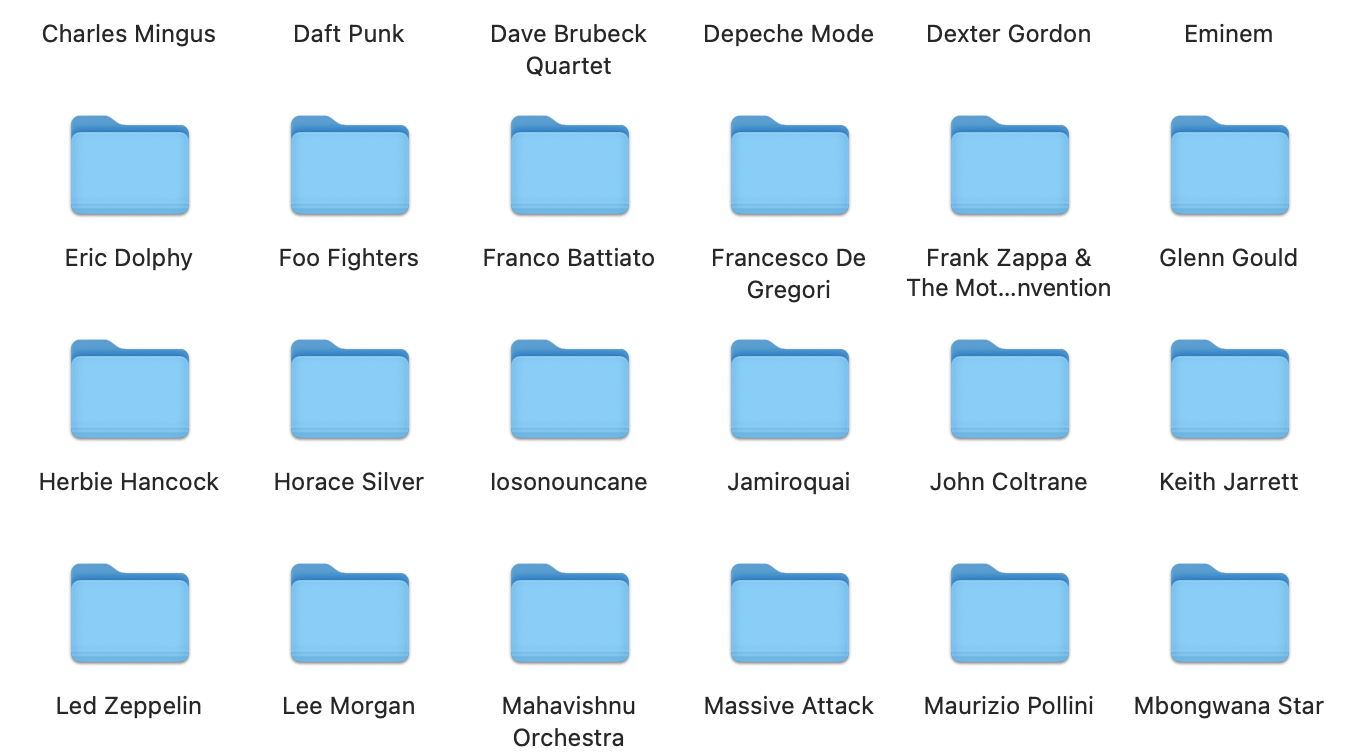 Charles Mingus
Daft Punk
Dave Brubeck
Quartet
Depeche Mode
Dexter Gordon
Eminem
Eric Dolphy
Foo Fighters
Franco Battiato
Francesco De
Gregori
Frank Zappa &
The Mot...nvention
Glenn Gould
Herbie Hancock
Horace Silver
Iosonouncane
Jamiroquai
John Coltrane
Keith Jarrett
Led Zeppelin
Lee Morgan
Mahavishnu
Orchestra
Massive Attack
Maurizio Pollini
Mbongwana Star